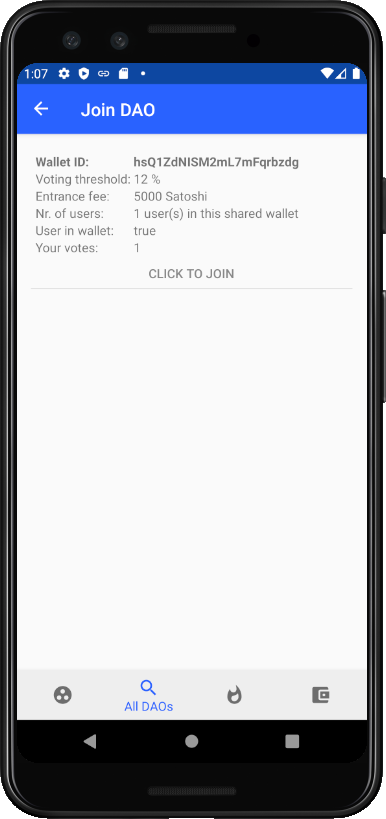 1:07
Join DAO
Wallet ID: hsQ1ZdNISM2mL7mFqrbzdg
Voting threshold: 12 %
Entrance fee: 5000 Satoshi
Nr. of users: 1 user(s) in this shared wallet
User in wallet: true
Your votes: 1
CLICK TO JOIN
All DAOs